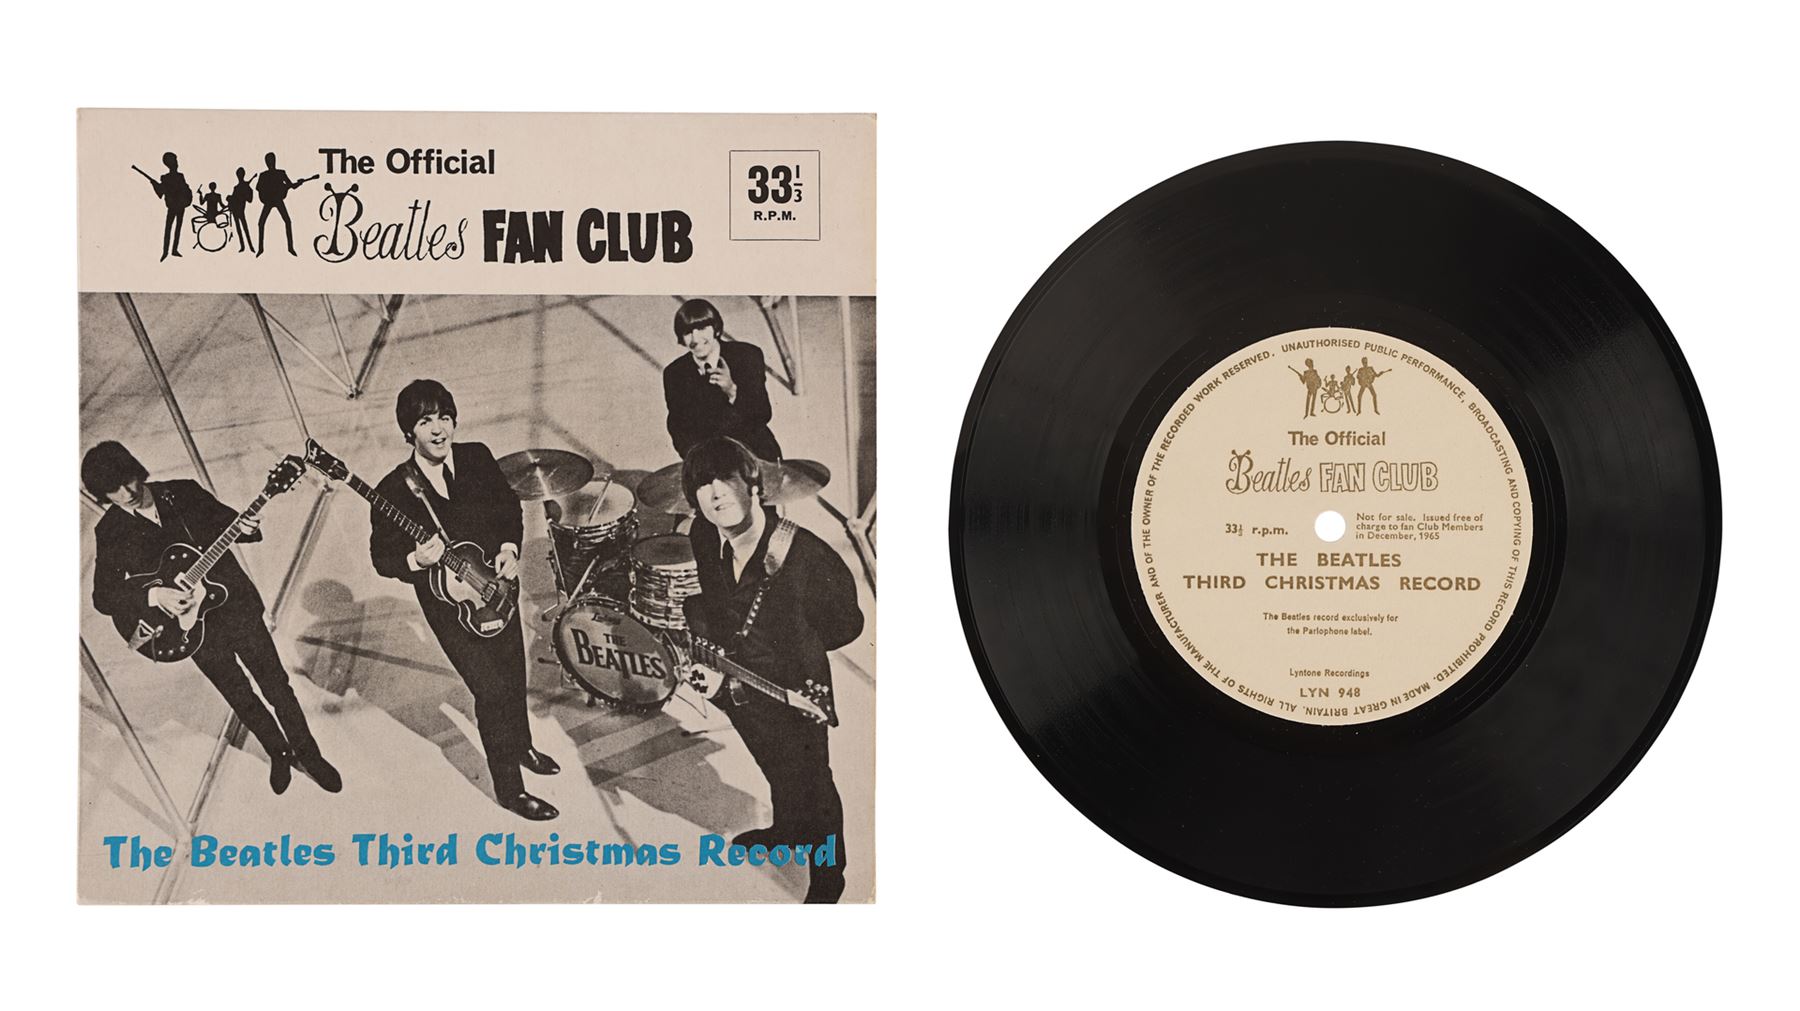 The Official
Beatles FAN CLUB
33⅓
R.P.M.
Ludwig
THE
BEATLES
The Beatles Third Christmas Record
ALL RIGHTS OF THE MANUFACTURER AND OF THE OWNER OF THE RECORDED WORK RESERVED. UNAUTHORISED PUBLIC PERFORMANCE, BROADCASTING AND COPYING OF THIS RECORD PROHIBITED. MADE IN GREAT BRITAIN.
The Official
Beatles FAN CLUB
33⅓ r.p.m.
Not for sale. Issued free of
charge to fan Club Members
in December, 1965
THE BEATLES
THIRD CHRISTMAS RECORD
The Beatles record exclusively for
the Parlophone label.
Lyntone Recordings
LYN 948